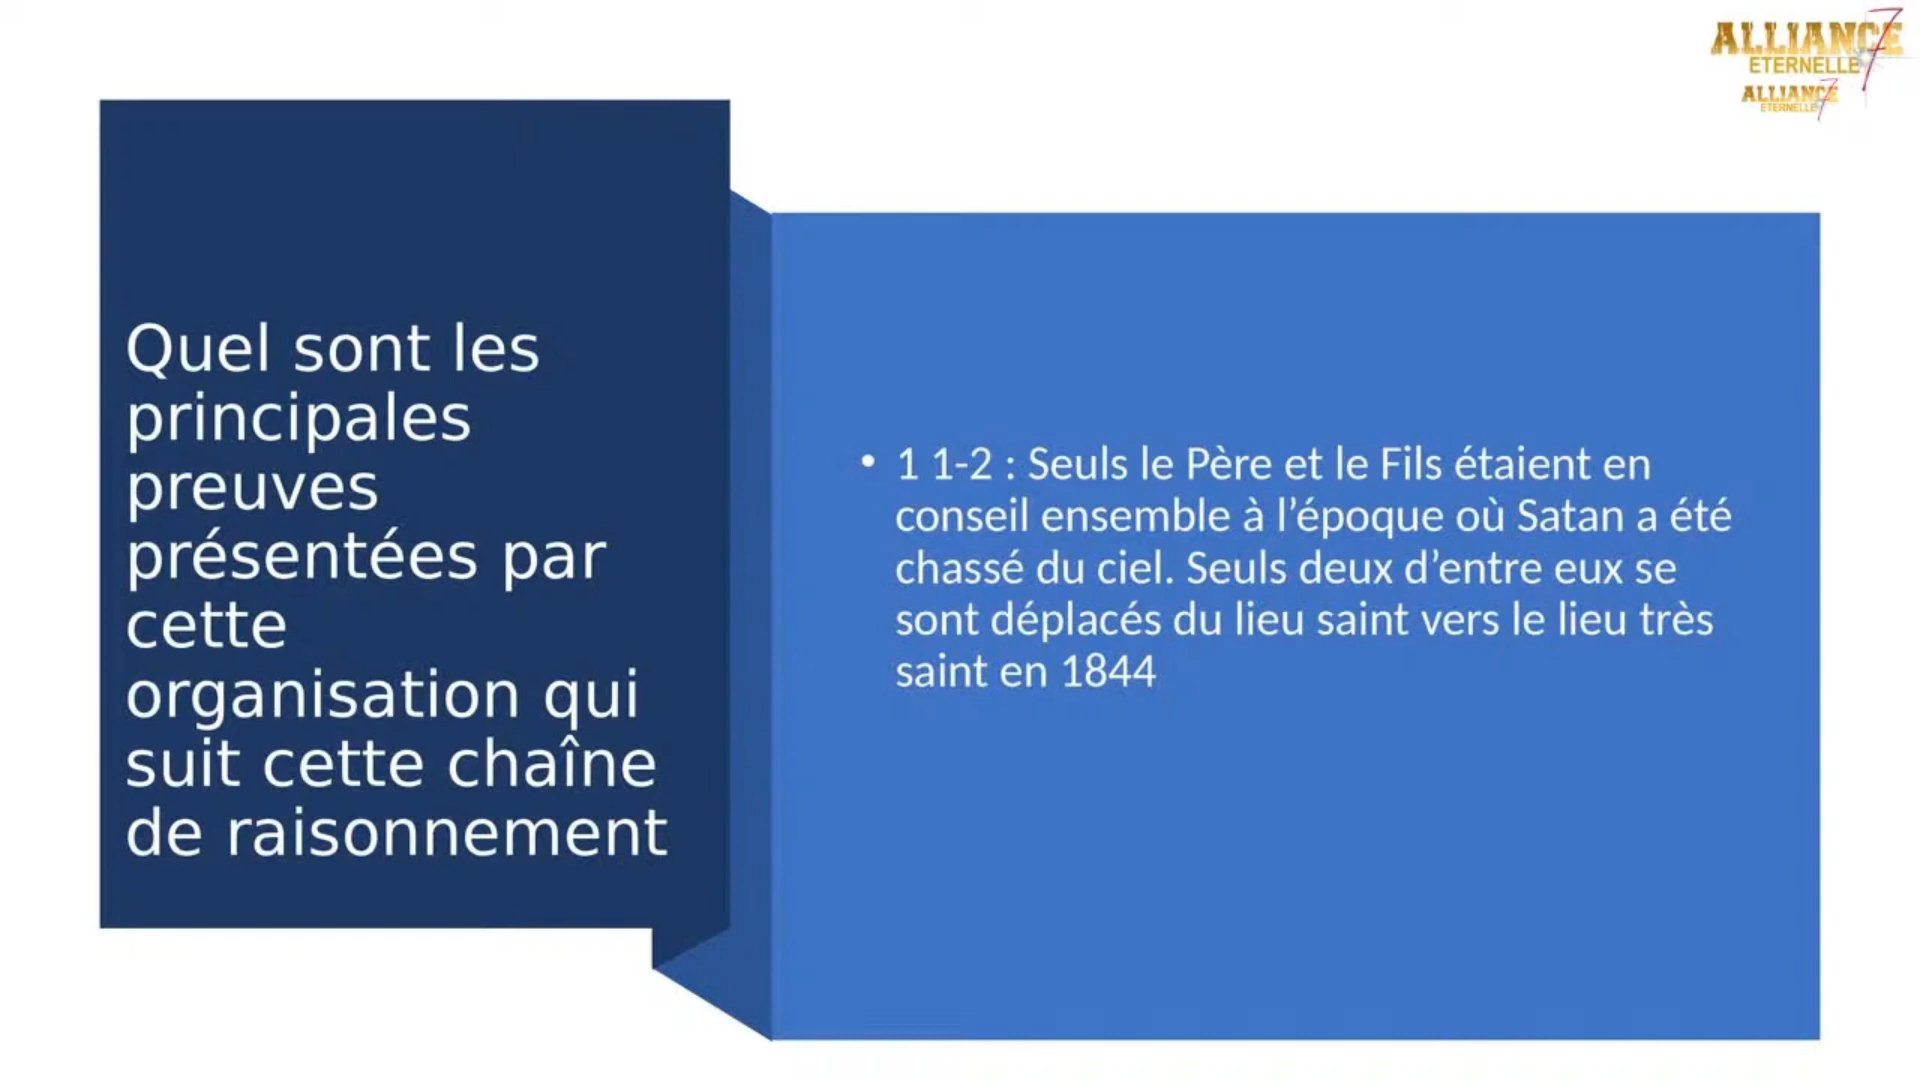 ALLIANCE 7
ETERNELLE
ALLIANCE 7
ETERNELLE
Quel sont les
principales
preuves
présentées par
cette
organisation qui
suit cette chaîne
de raisonnement
• 1 1-2 : Seuls le Père et le Fils étaient en
conseil ensemble à l’époque où Satan a été
chassé du ciel. Seuls deux d’entre eux se
sont déplacés du lieu saint vers le lieu très
saint en 1844